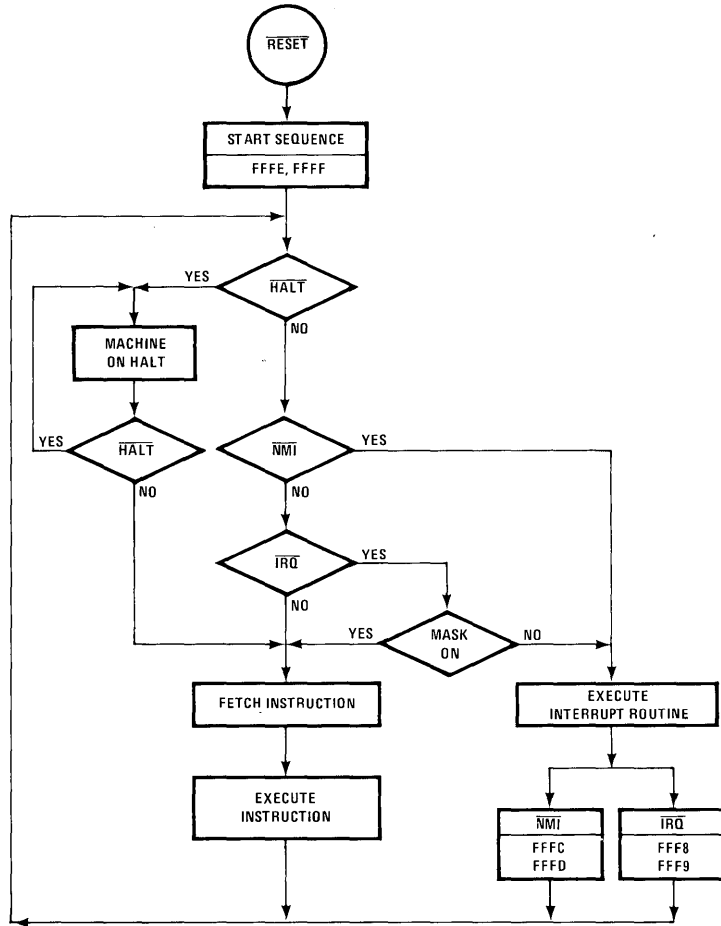 RESET
START SEQUENCE
FFFE, FFFF
YES
HALT
NO
MACHINE
ON HALT
YES
HALT
NO
NMI
YES
NO
IRQ
YES
NO
YES
MASK
ON
NO
FETCH INSTRUCTION
EXECUTE
INTERRUPT ROUTINE
EXECUTE
INSTRUCTION
NMI
FFFC
FFFD
IRQ
FFF8
FFF9